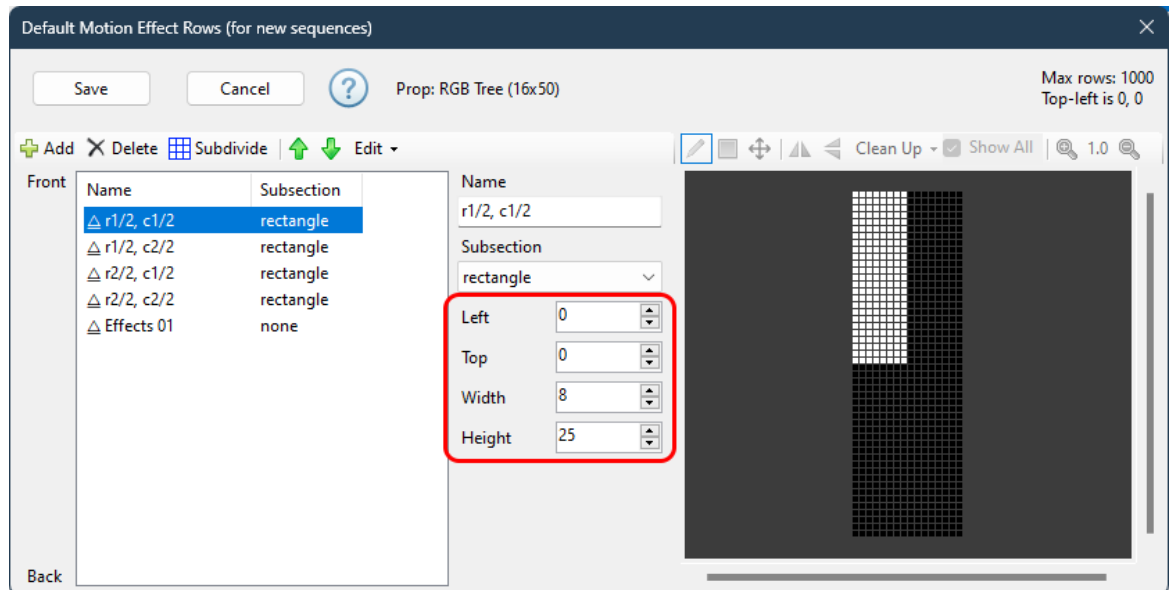 Default Motion Effect Rows (for new sequences)
Save Cancel ? Prop: RGB Tree (16x50) Max rows: 1000
Top-left is 0, 0
Add Delete Subdivide Edit Clean Up Show All 1.0
Front
Name Subsection
r1/2, c1/2 rectangle
r1/2, c2/2 rectangle
r2/2, c1/2 rectangle
r2/2, c2/2 rectangle
Effects 01 none
Back
Name
r1/2, c1/2
Subsection
rectangle
Left 0
Top 0
Width 8
Height 25